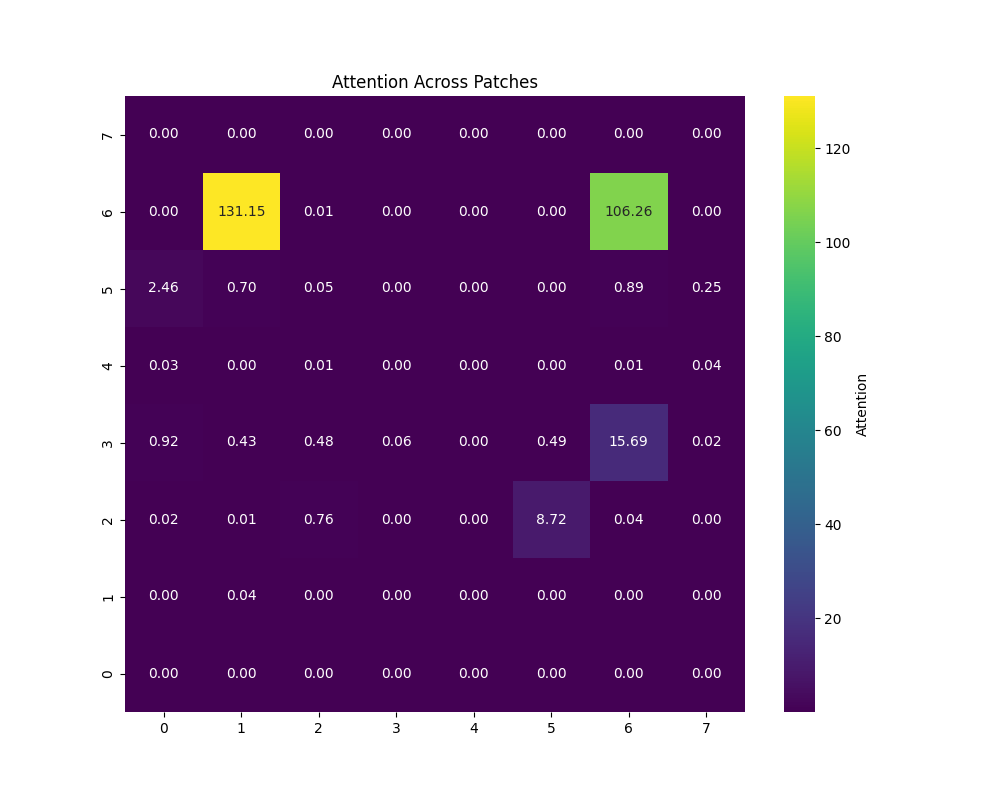 Attention Across Patches
7 0.00 0.00 0.00 0.00 0.00 0.00 0.00 0.00
6 0.00 131.15 0.01 0.00 0.00 0.00 106.26 0.00
5 2.46 0.70 0.05 0.00 0.00 0.00 0.89 0.25
4 0.03 0.00 0.01 0.00 0.00 0.00 0.01 0.04
3 0.92 0.43 0.48 0.06 0.00 0.49 15.69 0.02
2 0.02 0.01 0.76 0.00 0.00 8.72 0.04 0.00
1 0.00 0.04 0.00 0.00 0.00 0.00 0.00 0.00
0 0.00 0.00 0.00 0.00 0.00 0.00 0.00 0.00
0 1 2 3 4 5 6 7
120
100
80
60
40
20
Attention